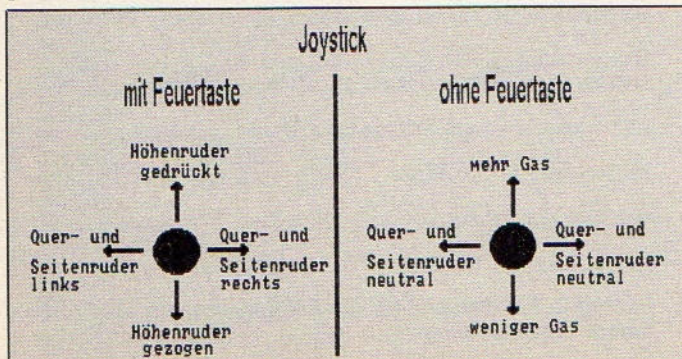 Joystick
mit Feuertaste
Höhenruder
gedrückt
Quer- und
Seitenruder
links
Quer- und
Seitenruder
rechts
Höhenruder
gezogen
ohne Feuertaste
mehr Gas
Quer- und
Seitenruder
neutral
Quer- und
Seitenruder
neutral
weniger Gas